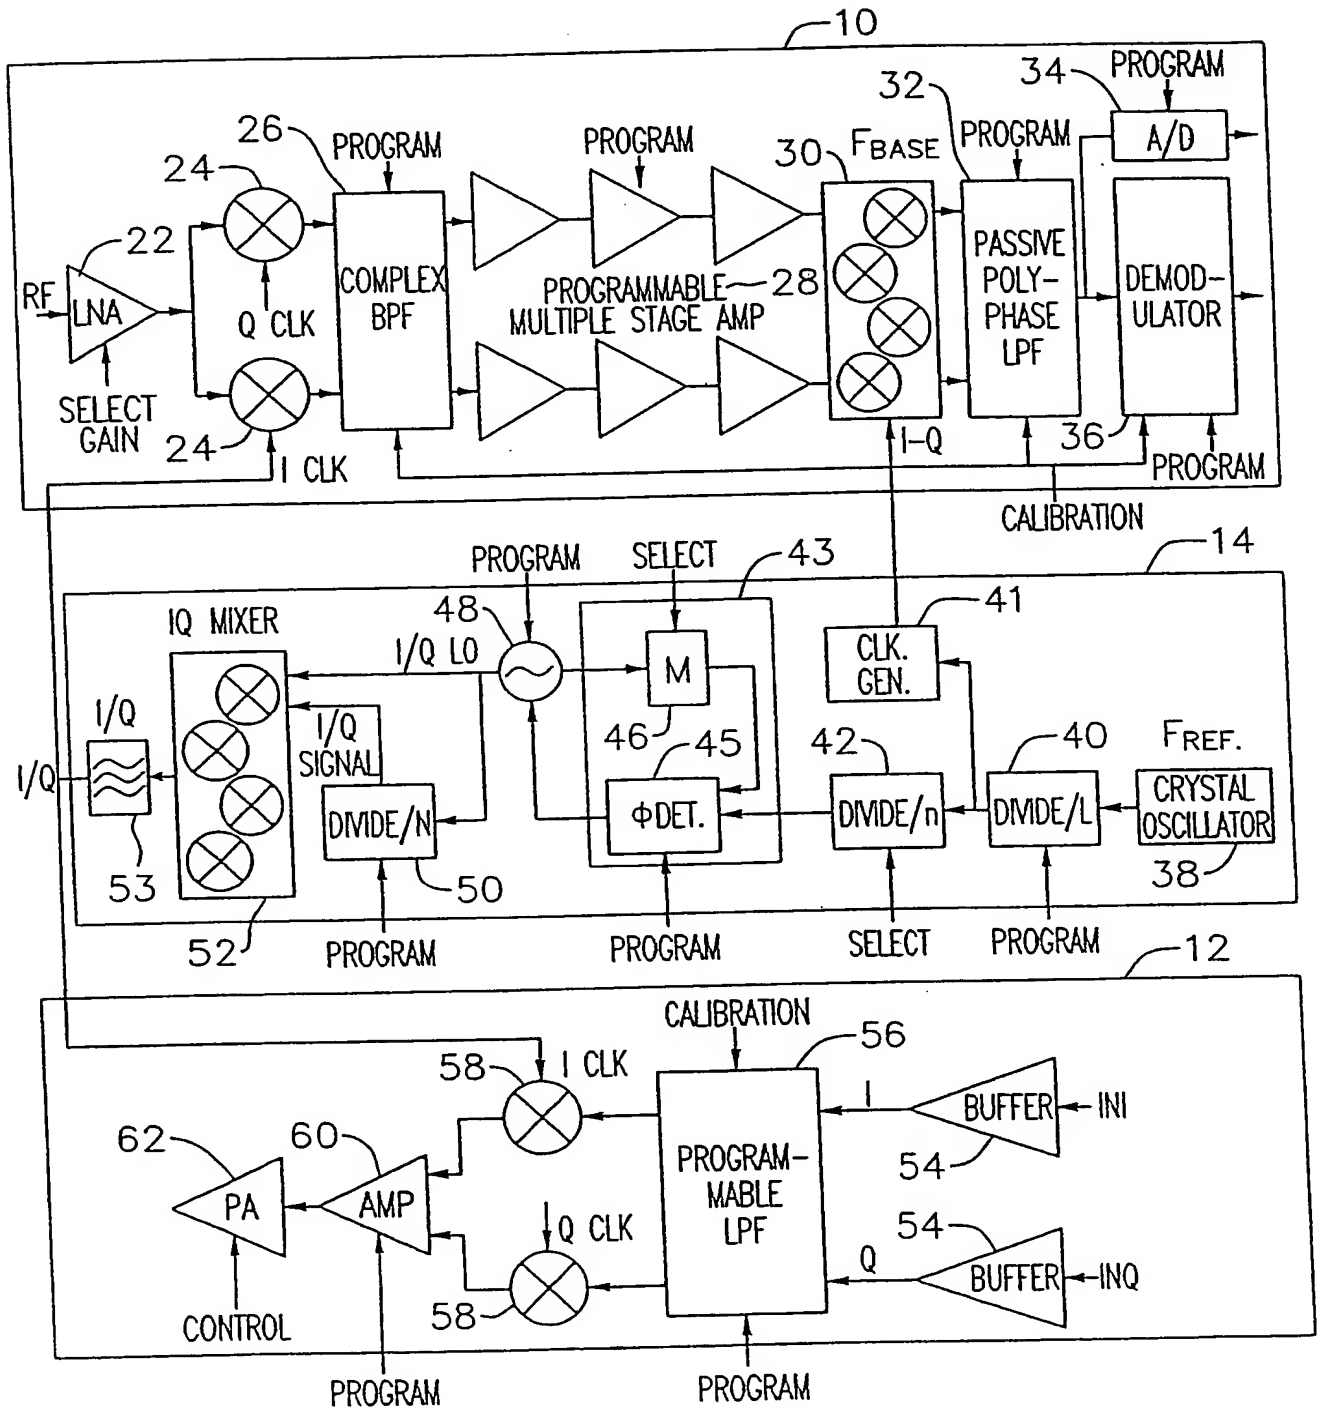 10
PROGRAM
34
A/D
32
PROGRAM
FBASE
30
26
PROGRAM
PROGRAM
24
22
RF
LNA
Q CLK
COMPLEX
BPF
PROGRAMMABLE 28
MULTIPLE STAGE AMP
PASSIVE
POLY-
PHASE
LPF
DEMOD-
ULATOR
SELECT
GAIN
24
I CLK
I-Q
36
PROGRAM
CALIBRATION
14
PROGRAM
SELECT
43
41
IQ MIXER
48
I/Q LO
M
CLK.
GEN.
I/Q
I/Q
SIGNAL
46
45
42
40
FREF.
I/Q
DIVIDE/N
ΦDET.
DIVIDE/n
DIVIDE/L
CRYSTAL
OSCILLATOR
53
50
38
52
PROGRAM
PROGRAM
SELECT
PROGRAM
12
CALIBRATION
56
58
I CLK
I
BUFFER
INI
54
62
60
PA
AMP
PROGRAM-
MABLE
LPF
Q CLK
54
Q
BUFFER
INQ
58
CONTROL
PROGRAM
PROGRAM